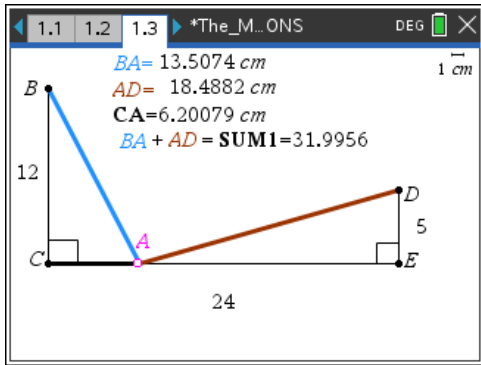 1.1 1.2 1.3 *The_M...ONS DEG
BA= 13.5074 cm
1 cm
AD= 18.4882 cm
CA=6.20079 cm
BA + AD = SUM1=31.9956
B
12
D
5
A
C
E
24